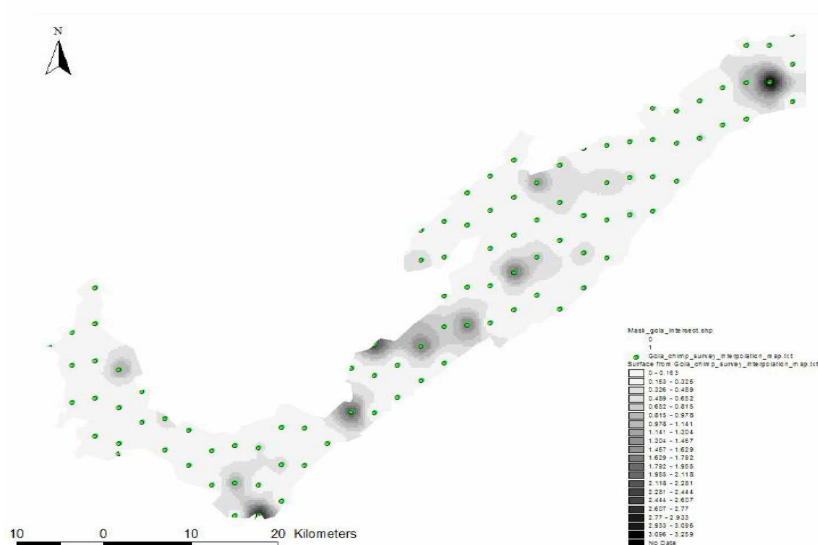 N
Mask_gola_intersect.shp
0
1
Gola_chimp_survey_interpolation_map.txt
Surface from Gola_chimp_survey_interpolation_map.txt
0 - 0.163
0.163 - 0.326
0.326 - 0.489
0.489 - 0.652
0.652 - 0.815
0.815 - 0.978
0.978 - 1.141
1.141 - 1.304
1.304 - 1.467
1.467 - 1.629
1.629 - 1.792
1.792 - 1.955
1.955 - 2.118
2.118 - 2.281
2.281 - 2.444
2.444 - 2.607
2.607 - 2.77
2.77 - 2.933
2.933 - 3.096
3.096 - 3.259
No Data
10 0 10 20 Kilometers